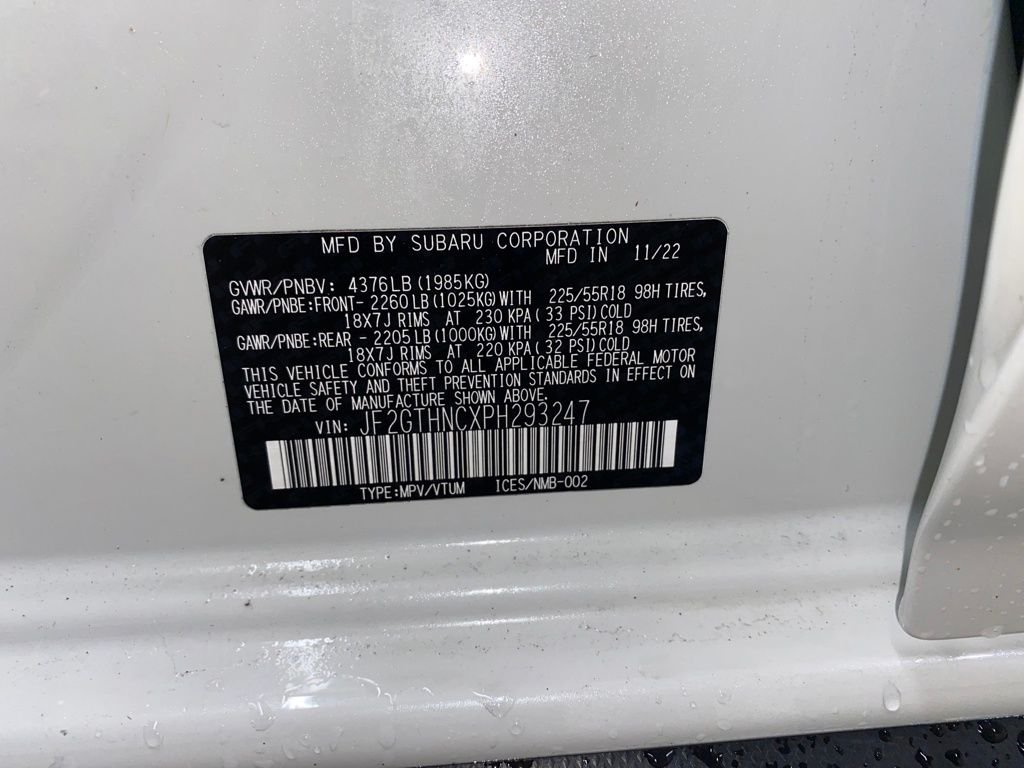 MFD BY SUBARU CORPORATION
MFD IN 11/22
GVWR/PNBV: 4376LB (1985KG)
GAWR/PNBE:FRONT- 2260 LB (1025KG) WITH 225/55R18 98H TIRES,
18X7J RIMS AT 230 KPA ( 33 PSI) COLD
GAWR/PNBE:REAR - 2205 LB (1000KG) WITH 225/55R18 98H TIRES,
18X7J RIMS AT 220 KPA ( 32 PSI) COLD
THIS VEHICLE CONFORMS TO ALL APPLICABLE FEDERAL MOTOR
VEHICLE SAFETY AND THEFT PREVENTION STANDARDS IN EFFECT ON
THE DATE OF MANUFACTURE SHOWN ABOVE.
VIN: JF2GTHNCXPH293247
TYPE:MPV/VTUM ICES/NMB-002